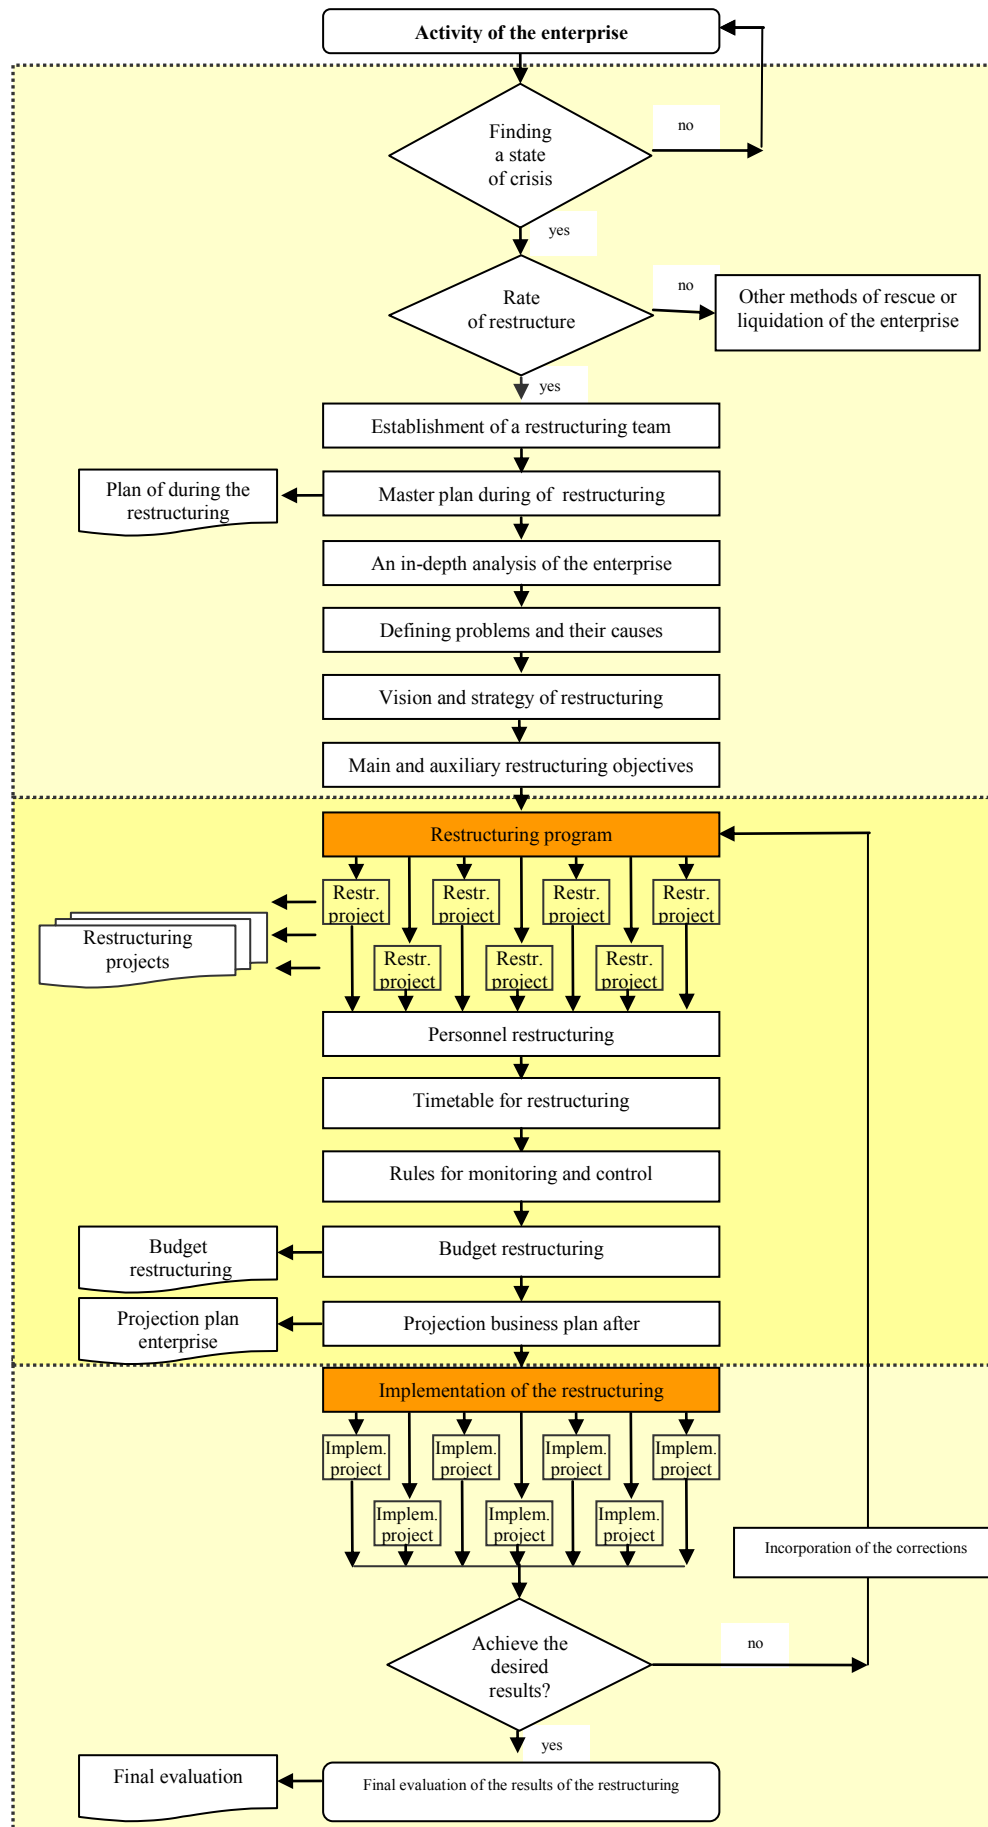 Activity of the enterprise
Finding
a state
of crisis
no
yes
Rate
of restructure
no
Other methods of rescue or
liquidation of the enterprise
yes
Establishment of a restructuring team
Plan of during the
restructuring
Master plan during of  restructuring
An in-depth analysis of the enterprise
Defining problems and their causes
Vision and strategy of restructuring
Main and auxiliary restructuring objectives
Restructuring program
Restr.
project
Restr.
project
Restr.
project
Restr.
project
Restructuring
projects
Restr.
project
Restr.
project
Restr.
project
Personnel restructuring
Timetable for restructuring
Rules for monitoring and control
Budget
restructuring
Budget restructuring
Projection plan
enterprise
Projection business plan after
Implementation of the restructuring
Implem.
project
Implem.
project
Implem.
project
Implem.
project
Implem.
project
Implem.
project
Implem.
project
Incorporation of the corrections
Achieve the
desired
results?
no
yes
Final evaluation
Final evaluation of the results of the restructuring